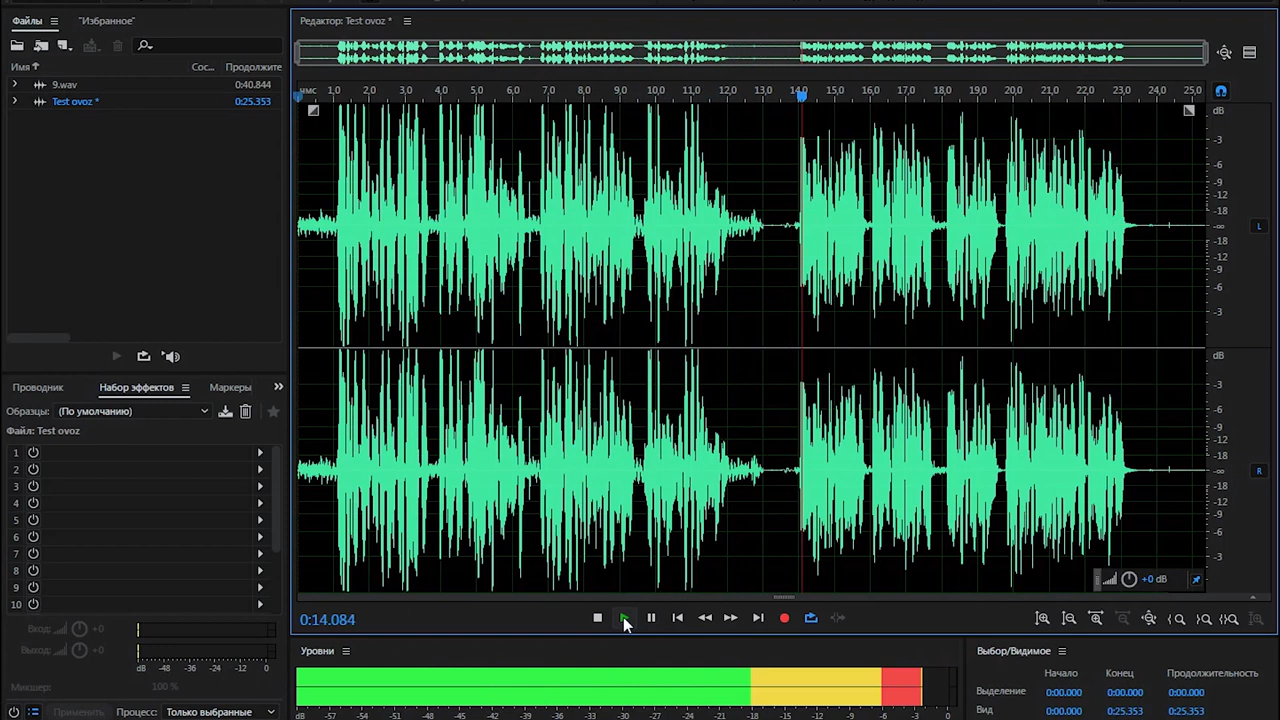 Файлы
"Избранное"
Имя
Сос...
Продолжите
9.wav
0:40.844
Test ovoz *
0:25.353
Проводник
Набор эффектов
Маркеры
Образцы:
(По умолчанию)
Файл: Test ovoz
1
2
3
4
5
6
7
8
9
10
Вход:
+0
Выход:
+0
дБ -48 -36 -24 -12 0
Микшер:
100 %
Применить
Процесс:
Только выбранные
Редактор: Test ovoz *
чмс
1,0 2,0 3,0 4,0 5,0 6,0 7,0 8,0 9,0 10,0 11,0 12,0 13,0 14,0 15,0 16,0 17,0 18,0 19,0 20,0 21,0 22,0 23,0 24,0 25,0
dB
-3
-6
-9
-12
-18
-∞
-18
-12
-9
-6
-3
L
dB
-3
-6
-9
-12
-18
-∞
-18
-12
-9
-6
-3
R
+0 dB
0:14.084
Уровни
dB -57 -54 -51 -48 -45 -42 -39 -36 -33 -30 -27 -24 -21 -18 -15 -12 -9 -6 -3 0
Выбор/Видимое
Начало
Конец
Продолжительность
Выделение
0:00.000
0:00.000
0:00.000
Вид
0:00.000
0:25.353
0:25.353